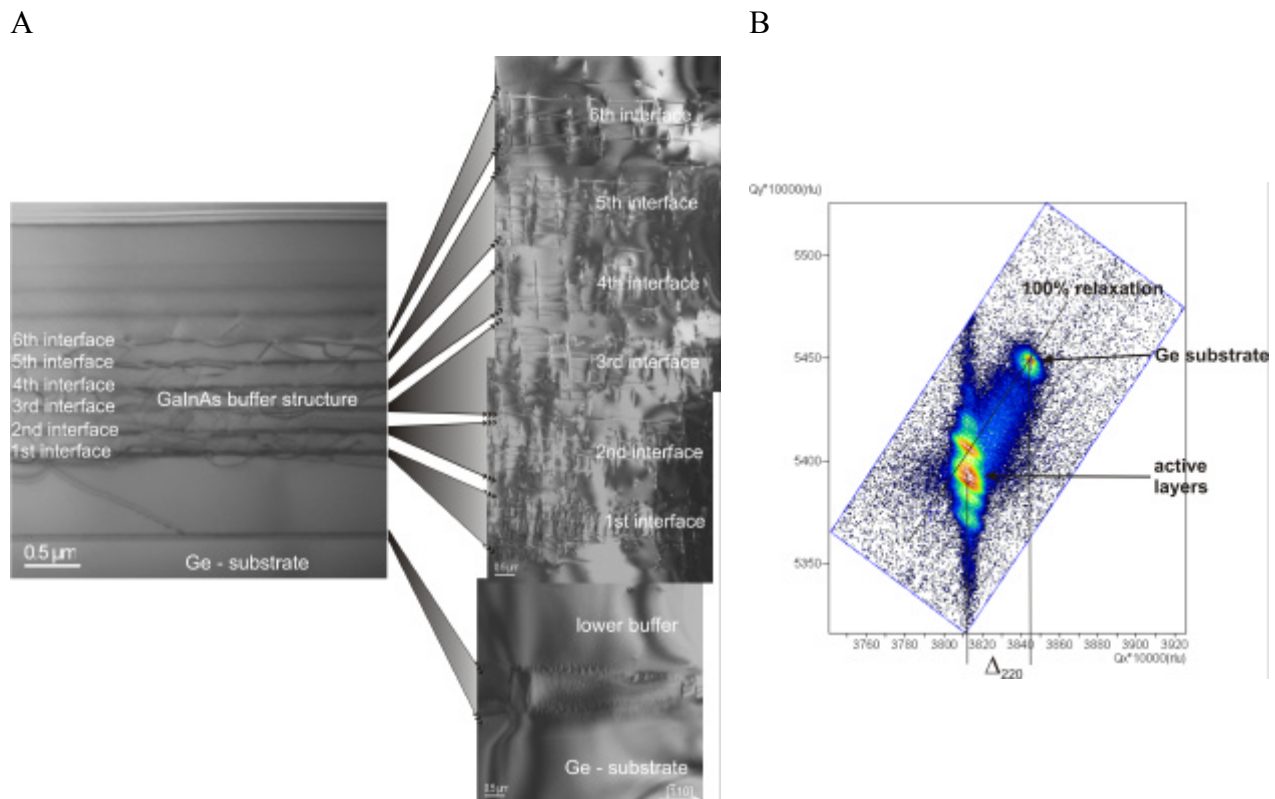 A
B
6th interface
5th interface
4th interface
3rd interface
2nd interface
1st interface
GaInAs buffer structure
0.5 µm
Ge - substrate
6th interface
5th interface
4th interface
3rd interface
2nd interface
1st interface
lower buffer
Ge - substrate
Qy*10000(rlu)
5500
5450
5400
5350
100% relaxation
Ge substrate
active
layers
3760 3780 3800 3820 3840 3860 3880 3900 3920
Qx*10000(rlu)
Δ220